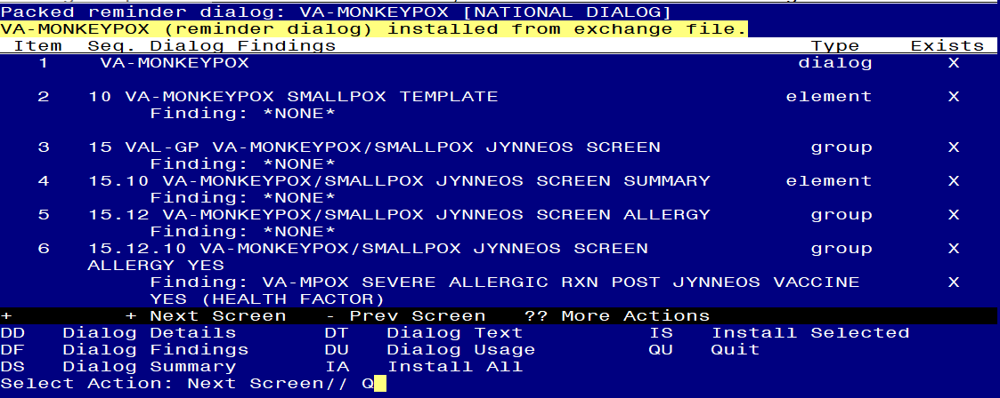 Packed reminder dialog: VA-MONKEYPOX [NATIONAL DIALOG]
VA-MONKEYPOX (reminder dialog) installed from exchange file.
Item Seq. Dialog Findings Type Exists
1 VA-MONKEYPOX dialog X
2 10 VA-MONKEYPOX SMALLPOX TEMPLATE element X
Finding: *NONE*
3 15 VAL-GP VA-MONKEYPOX/SMALLPOX JYNNEOS SCREEN group X
Finding: *NONE*
4 15.10 VA-MONKEYPOX/SMALLPOX JYNNEOS SCREEN SUMMARY element X
Finding: *NONE*
5 15.12 VA-MONKEYPOX/SMALLPOX JYNNEOS SCREEN ALLERGY group X
Finding: *NONE*
6 15.12.10 VA-MONKEYPOX/SMALLPOX JYNNEOS SCREEN group X
ALLERGY YES
Finding: VA-MPOX SEVERE ALLERGIC RXN POST JYNNEOS VACCINE X
YES (HEALTH FACTOR)
+ + Next Screen - Prev Screen ?? More Actions
DD Dialog Details DT Dialog Text IS Install Selected
DF Dialog Findings DU Dialog Usage QU Quit
DS Dialog Summary IA Install All
Select Action: Next Screen// Q